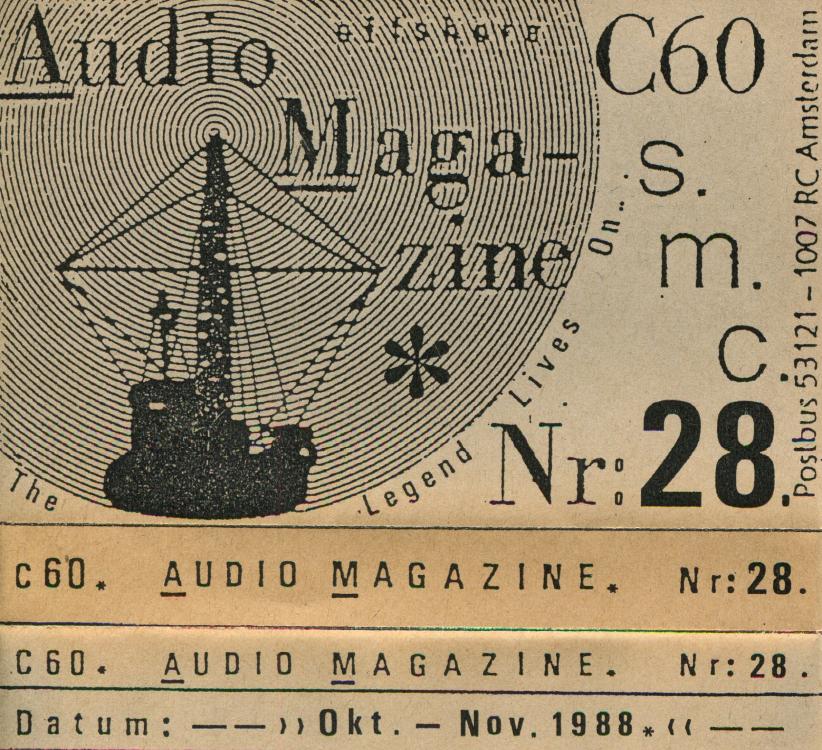 Audio
offshore
Maga-
zine
*
C60
s.
m.
c.
Nr: 28.
The Legend Lives On..
Postbus 53121 – 1007 RC Amsterdam
C60. AUDIO MAGAZINE. Nr: 28.
C60. AUDIO MAGAZINE. Nr: 28.
Datum: — — ›› Okt. – Nov. 1988 * ‹‹ — —